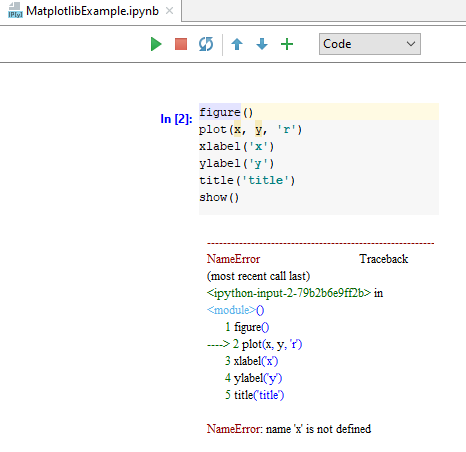 MatplotlibExample.ipynb
Code
In [2]:
figure()
plot(x, y, 'r')
xlabel('x')
ylabel('y')
title('title')
show()
---------------------------------------------------------
NameError Traceback
(most recent call last)
<ipython-input-2-79b2b6e9ff2b> in
<module>()
1 figure()
----> 2 plot(x, y, 'r')
3 xlabel('x')
4 ylabel('y')
5 title('title')
NameError: name 'x' is not defined